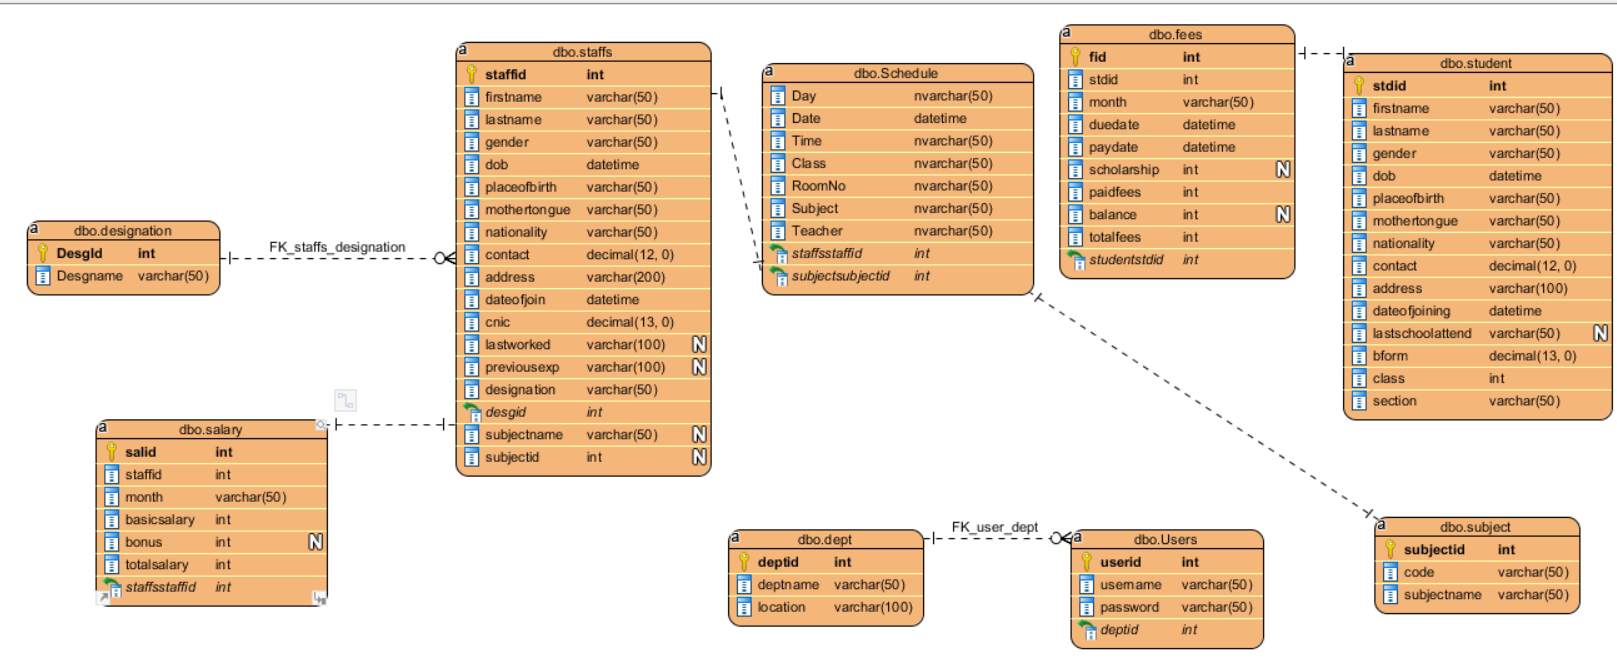 dbo.designation
DesgId int
Desgname varchar(50)
FK_staffs_designation
dbo.salary
salid int
staffid int
month varchar(50)
basicsalary int
bonus int N
totalsalary int
staffsstaffid int
dbo.staffs
staffid int
firstname varchar(50)
lastname varchar(50)
gender varchar(50)
dob datetime
placeofbirth varchar(50)
mothertongue varchar(50)
nationality varchar(50)
contact decimal(12, 0)
address varchar(200)
dateofjoin datetime
cnic decimal(13, 0)
lastworked varchar(100) N
previousexp varchar(100) N
designation varchar(50)
desgid int
subjectname varchar(50) N
subjectid int N
dbo.Schedule
Day nvarchar(50)
Date datetime
Time nvarchar(50)
Class nvarchar(50)
RoomNo nvarchar(50)
Subject nvarchar(50)
Teacher nvarchar(50)
staffsstaffid int
subjectsubjectid int
dbo.fees
fid int
stdid int
month varchar(50)
duedate datetime
paydate datetime
scholarship int N
paidfees int
balance int N
totalfees int
studentstdid int
dbo.student
stdid int
firstname varchar(50)
lastname varchar(50)
gender varchar(50)
dob datetime
placeofbirth varchar(50)
mothertongue varchar(50)
nationality varchar(50)
contact decimal(12, 0)
address varchar(100)
dateofjoining datetime
lastschoolattend varchar(50) N
bform decimal(13, 0)
class int
section varchar(50)
dbo.dept
deptid int
deptname varchar(50)
location varchar(100)
FK_user_dept
dbo.Users
userid int
username varchar(50)
password varchar(50)
deptid int
dbo.subject
subjectid int
code varchar(50)
subjectname varchar(50)
a
a
a
a
a
a
a
a
a